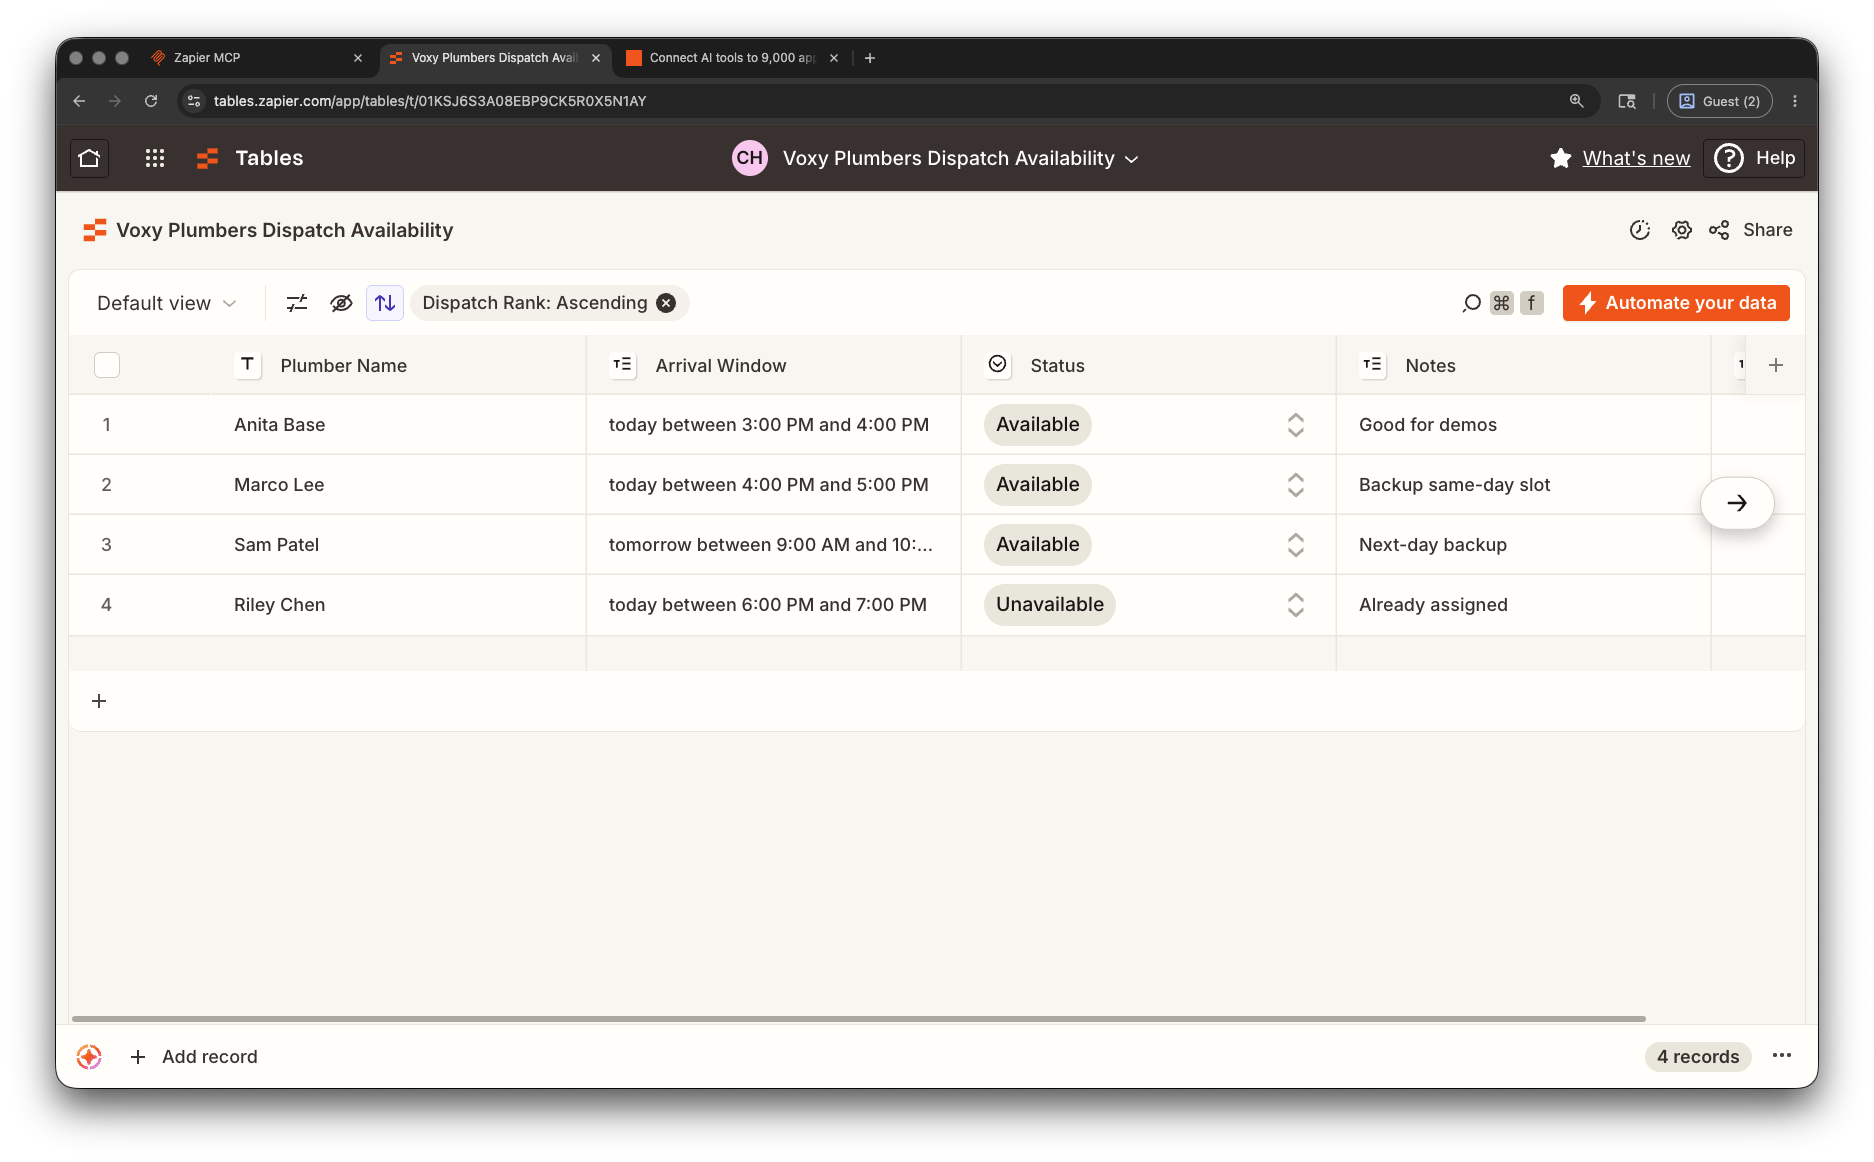 Zapier MCP
Voxy Plumbers Dispatch Avail
Connect AI tools to 9,000 app
tables.zapier.com/app/tables/t/01KSJ6S3A08EBP9CK5R0X5N1AY
Guest (2)
Tables
CH
Voxy Plumbers Dispatch Availability
What's new
? Help
Voxy Plumbers Dispatch Availability
Share
Default view
Dispatch Rank: Ascending
⌘ f
Automate your data
T Plumber Name
T Arrival Window
Status
T Notes
1 Anita Base today between 3:00 PM and 4:00 PM Available Good for demos
2 Marco Lee today between 4:00 PM and 5:00 PM Available Backup same-day slot
3 Sam Patel tomorrow between 9:00 AM and 10:... Available Next-day backup
4 Riley Chen today between 6:00 PM and 7:00 PM Unavailable Already assigned
+ Add record
4 records